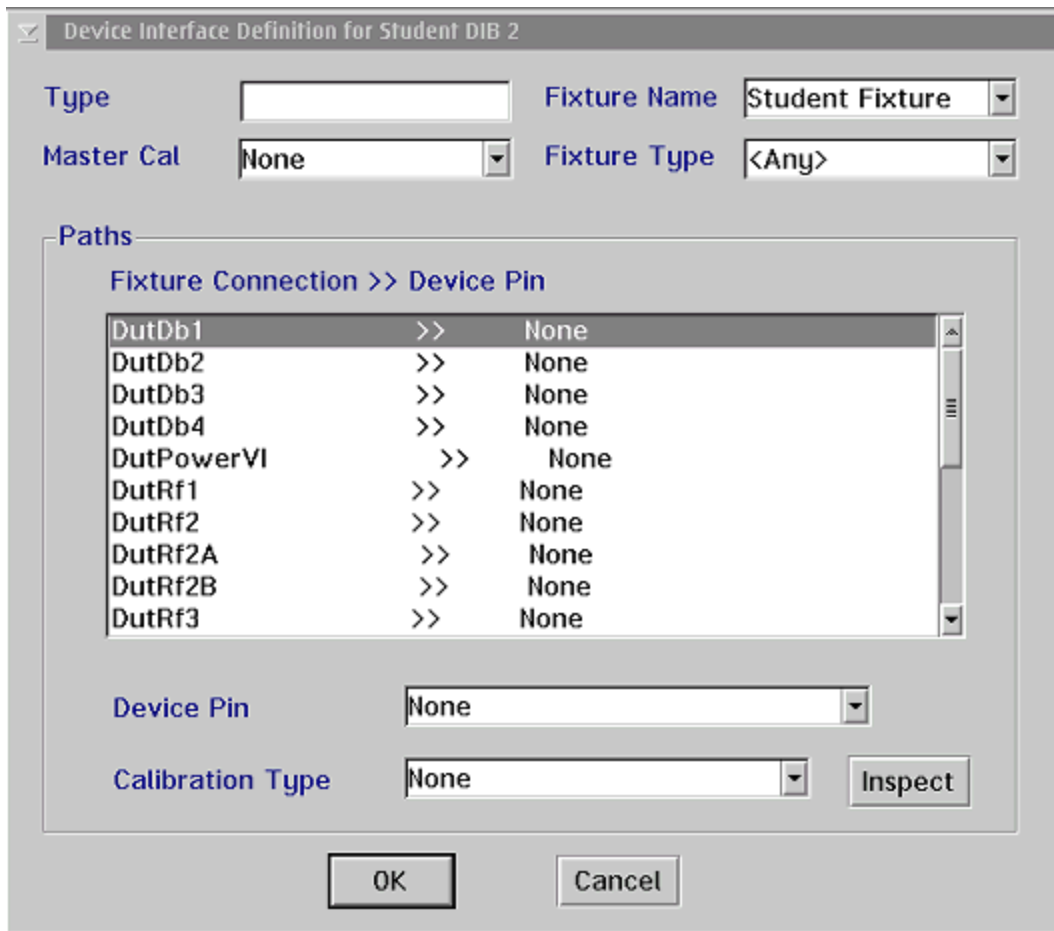 Device Interface Definition for Student DIB 2
Type Fixture Name Student Fixture
Master Cal None Fixture Type <Any>
Paths
Fixture Connection >> Device Pin
DutDb1 >> None
DutDb2 >> None
DutDb3 >> None
DutDb4 >> None
DutPowerVI >> None
DutRf1 >> None
DutRf2 >> None
DutRf2A >> None
DutRf2B >> None
DutRf3 >> None
Device Pin None
Calibration Type None Inspect
OK Cancel